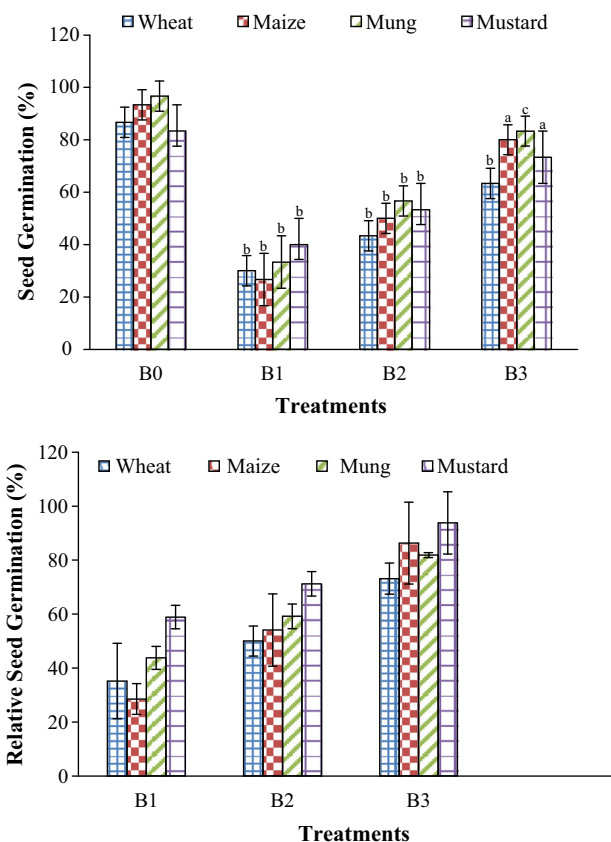 120
Wheat Maize Mung Mustard
100
80
60
40
20
0
Seed Germination (%)
b b b b
b b b b
b a c a
B0 B1 B2 B3
Treatments
120
Wheat Maize Mung Mustard
100
80
60
40
20
0
Relative Seed Germination (%)
B1 B2 B3
Treatments